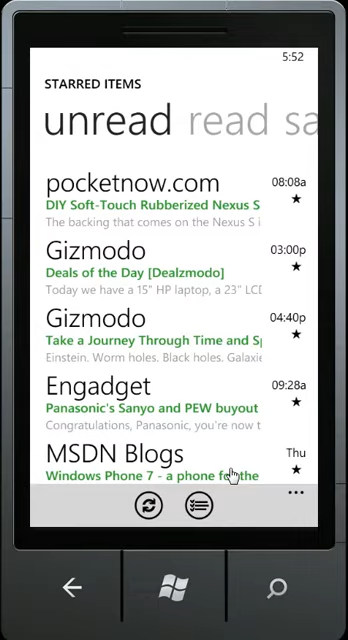 5:52
STARRED ITEMS
unread read sa
pocketnow.com 08:08a
DIY Soft-Touch Rubberized Nexus S
The backing that comes on the Nexus S i
Gizmodo 03:00p
Deals of the Day [Dealzmodo]
Today we have a 15" HP laptop, a 23" LCD
Gizmodo 04:40p
Take a Journey Through Time and Sp
Einstein. Worm holes. Black holes. Galaxie
Engadget 09:28a
Panasonic's Sanyo and PEW buyout
Congratulations, Panasonic, you're now t
MSDN Blogs Thu
Windows Phone 7 - a phone for the